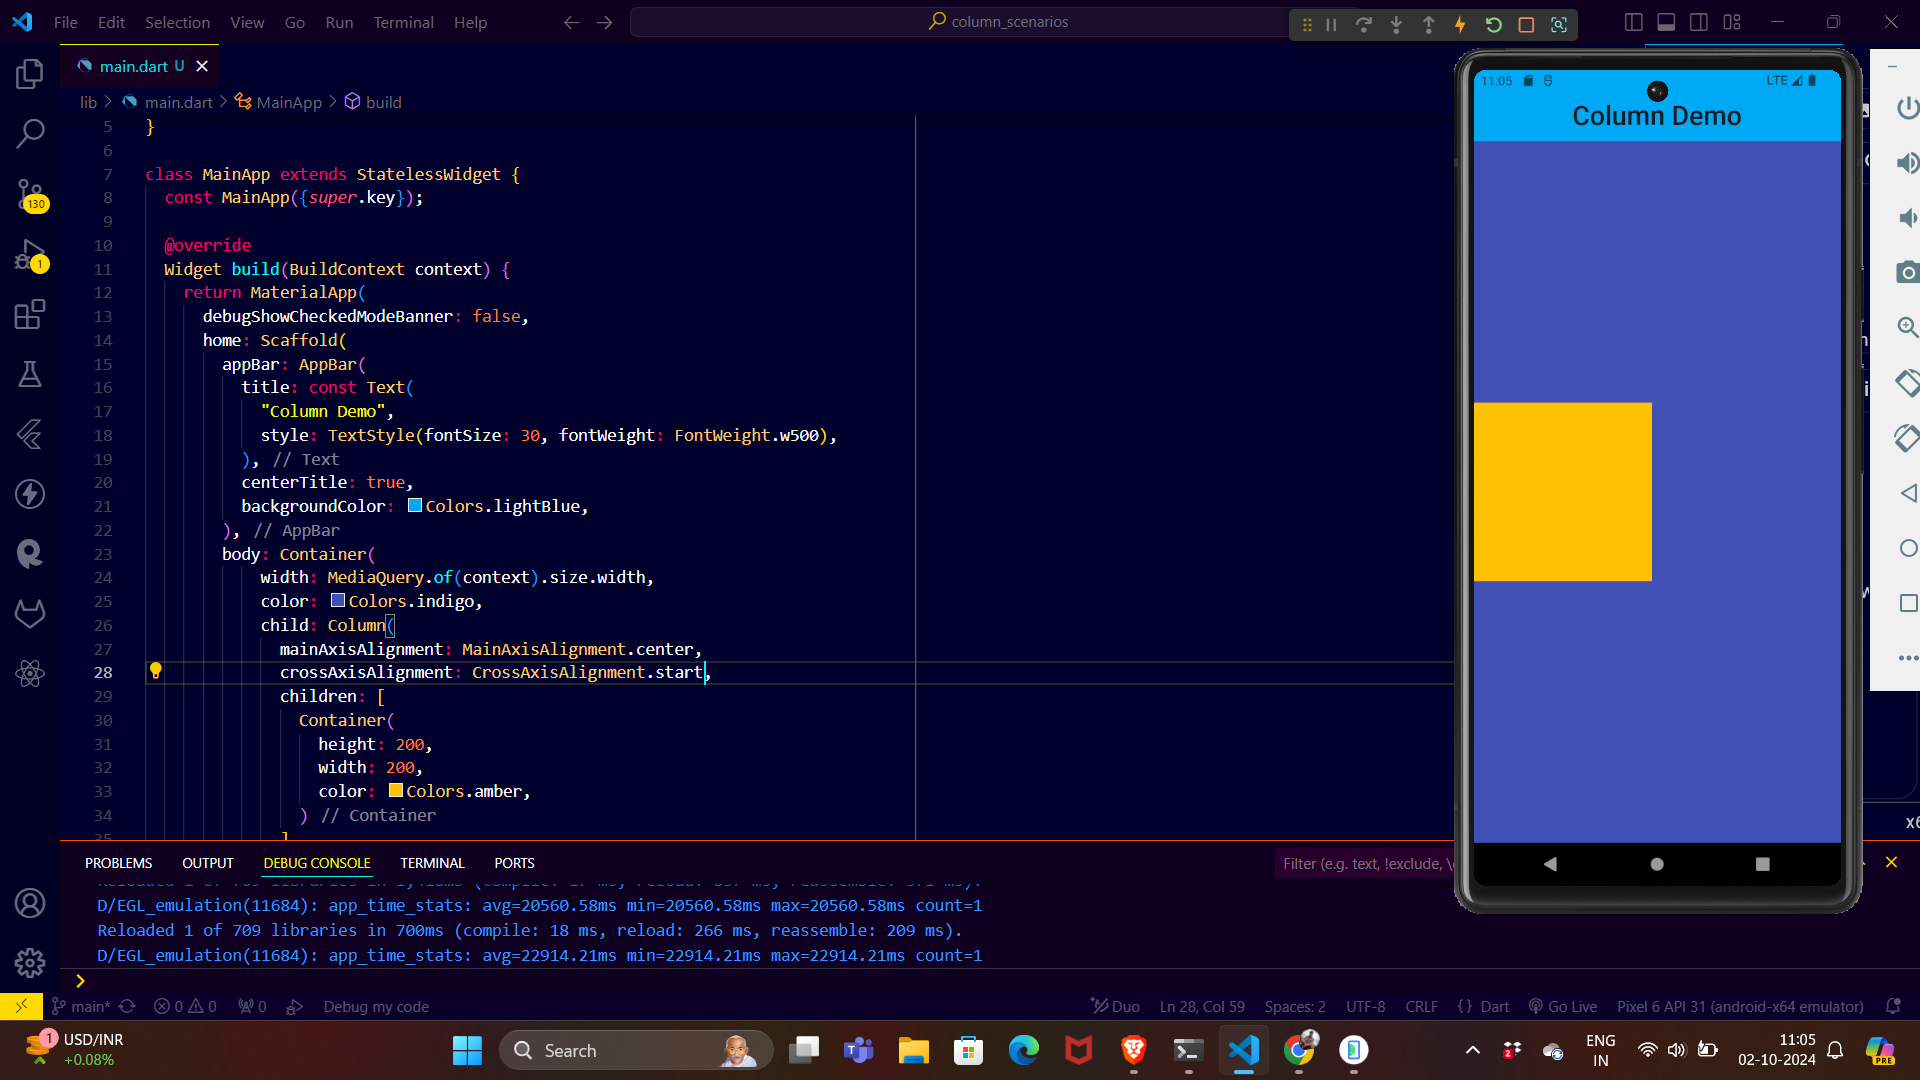 File Edit Selection View Go Run Terminal Help
column_scenarios
main.dart U
lib > main.dart > MainApp > build
5 }
6
7 class MainApp extends StatelessWidget {
8 const MainApp({super.key});
9
10 @override
11 Widget build(BuildContext context) {
12 return MaterialApp(
13 debugShowCheckedModeBanner: false,
14 home: Scaffold(
15 appBar: AppBar(
16 title: const Text(
17 "Column Demo",
18 style: TextStyle(fontSize: 30, fontWeight: FontWeight.w500),
19 ), // Text
20 centerTitle: true,
21 backgroundColor: Colors.lightBlue,
22 ), // AppBar
23 body: Container(
24 width: MediaQuery.of(context).size.width,
25 color: Colors.indigo,
26 child: Column(
27 mainAxisAlignment: MainAxisAlignment.center,
28 crossAxisAlignment: CrossAxisAlignment.start,
29 children: [
30 Container(
31 height: 200,
32 width: 200,
33 color: Colors.amber,
34 ) // Container
35 ]
130
1
11:05
LTE
Column Demo
PROBLEMS OUTPUT DEBUG CONSOLE TERMINAL PORTS
Filter (e.g. text, !exclude, \
D/EGL_emulation(11684): app_time_stats: avg=20560.58ms min=20560.58ms max=20560.58ms count=1
Reloaded 1 of 709 libraries in 700ms (compile: 18 ms, reload: 266 ms, reassemble: 209 ms).
D/EGL_emulation(11684): app_time_stats: avg=22914.21ms min=22914.21ms max=22914.21ms count=1
>
main* 0 0 0 Debug my code
Duo Ln 28, Col 59 Spaces: 2 UTF-8 CRLF {} Dart Go Live Pixel 6 API 31 (android-x64 emulator)
1
USD/INR
+0.08%
Search
2
ENG
IN
11:05
02-10-2024
PRE